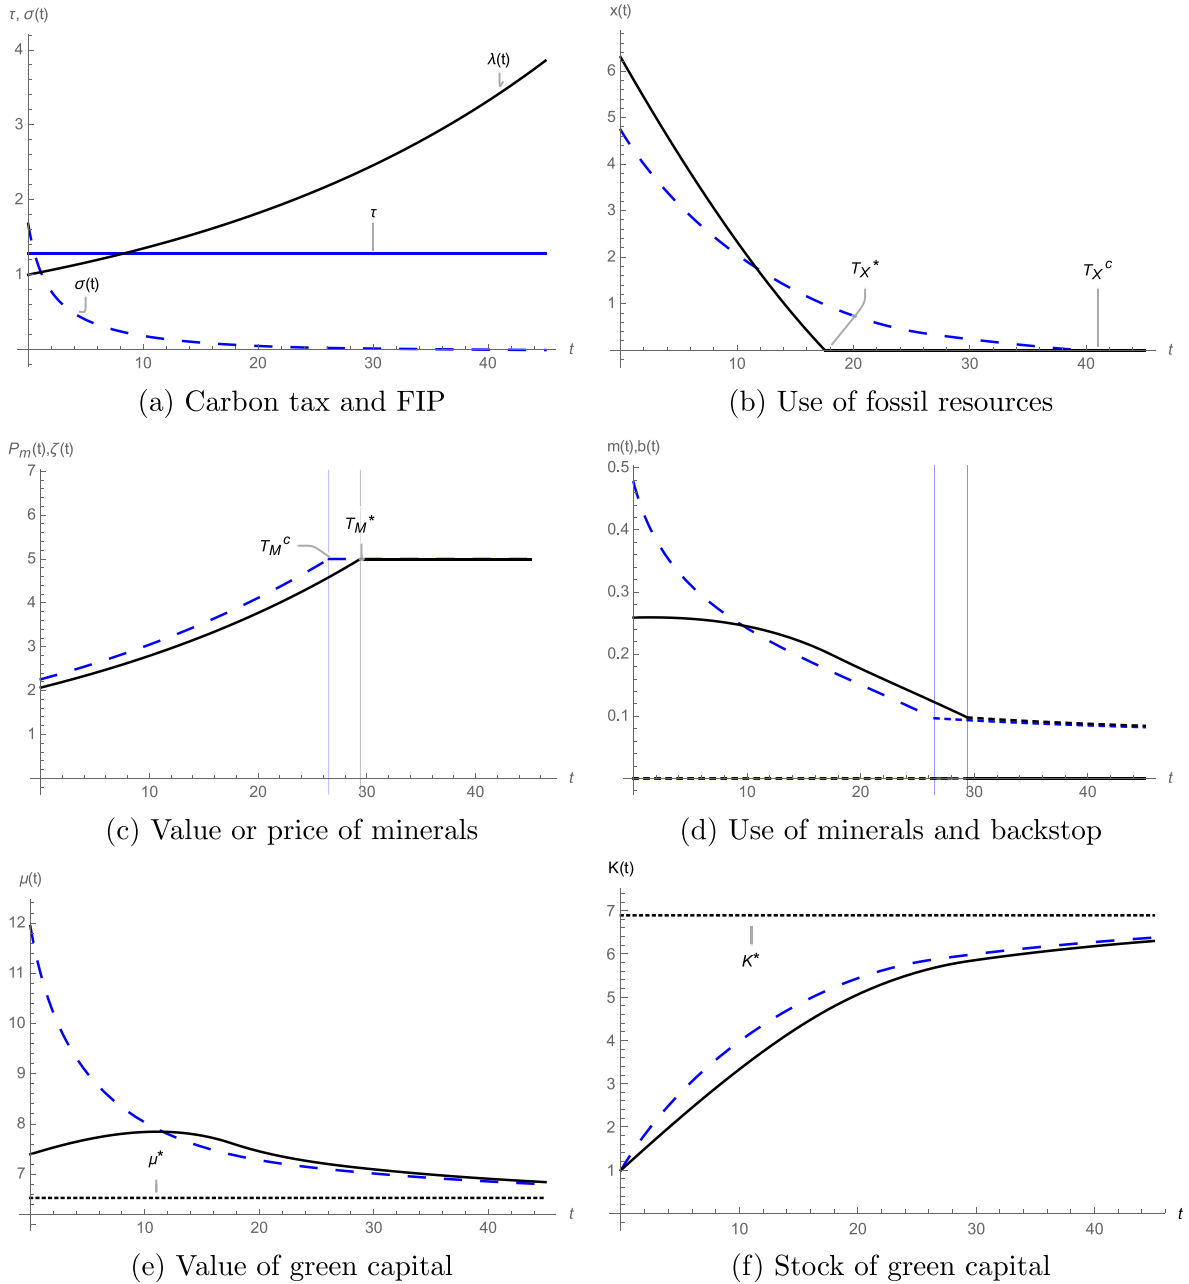 τ, σ(t)
4
3
2
1
λ(t)
τ
σ(t)
10
20
30
40
t
(a) Carbon tax and FIP
x(t)
6
5
4
3
2
1
T_X*
T_X^c
10
20
30
40
t
(b) Use of fossil resources
P_m(t),ζ(t)
7
6
5
4
3
2
1
T_M^c
T_M*
10
20
30
40
t
(c) Value or price of minerals
m(t),b(t)
0.5
0.4
0.3
0.2
0.1
10
20
30
40
t
(d) Use of minerals and backstop
μ(t)
12
11
10
9
8
7
μ*
10
20
30
40
t
(e) Value of green capital
K(t)
7
6
5
4
3
2
1
K*
10
20
30
40
t
(f) Stock of green capital